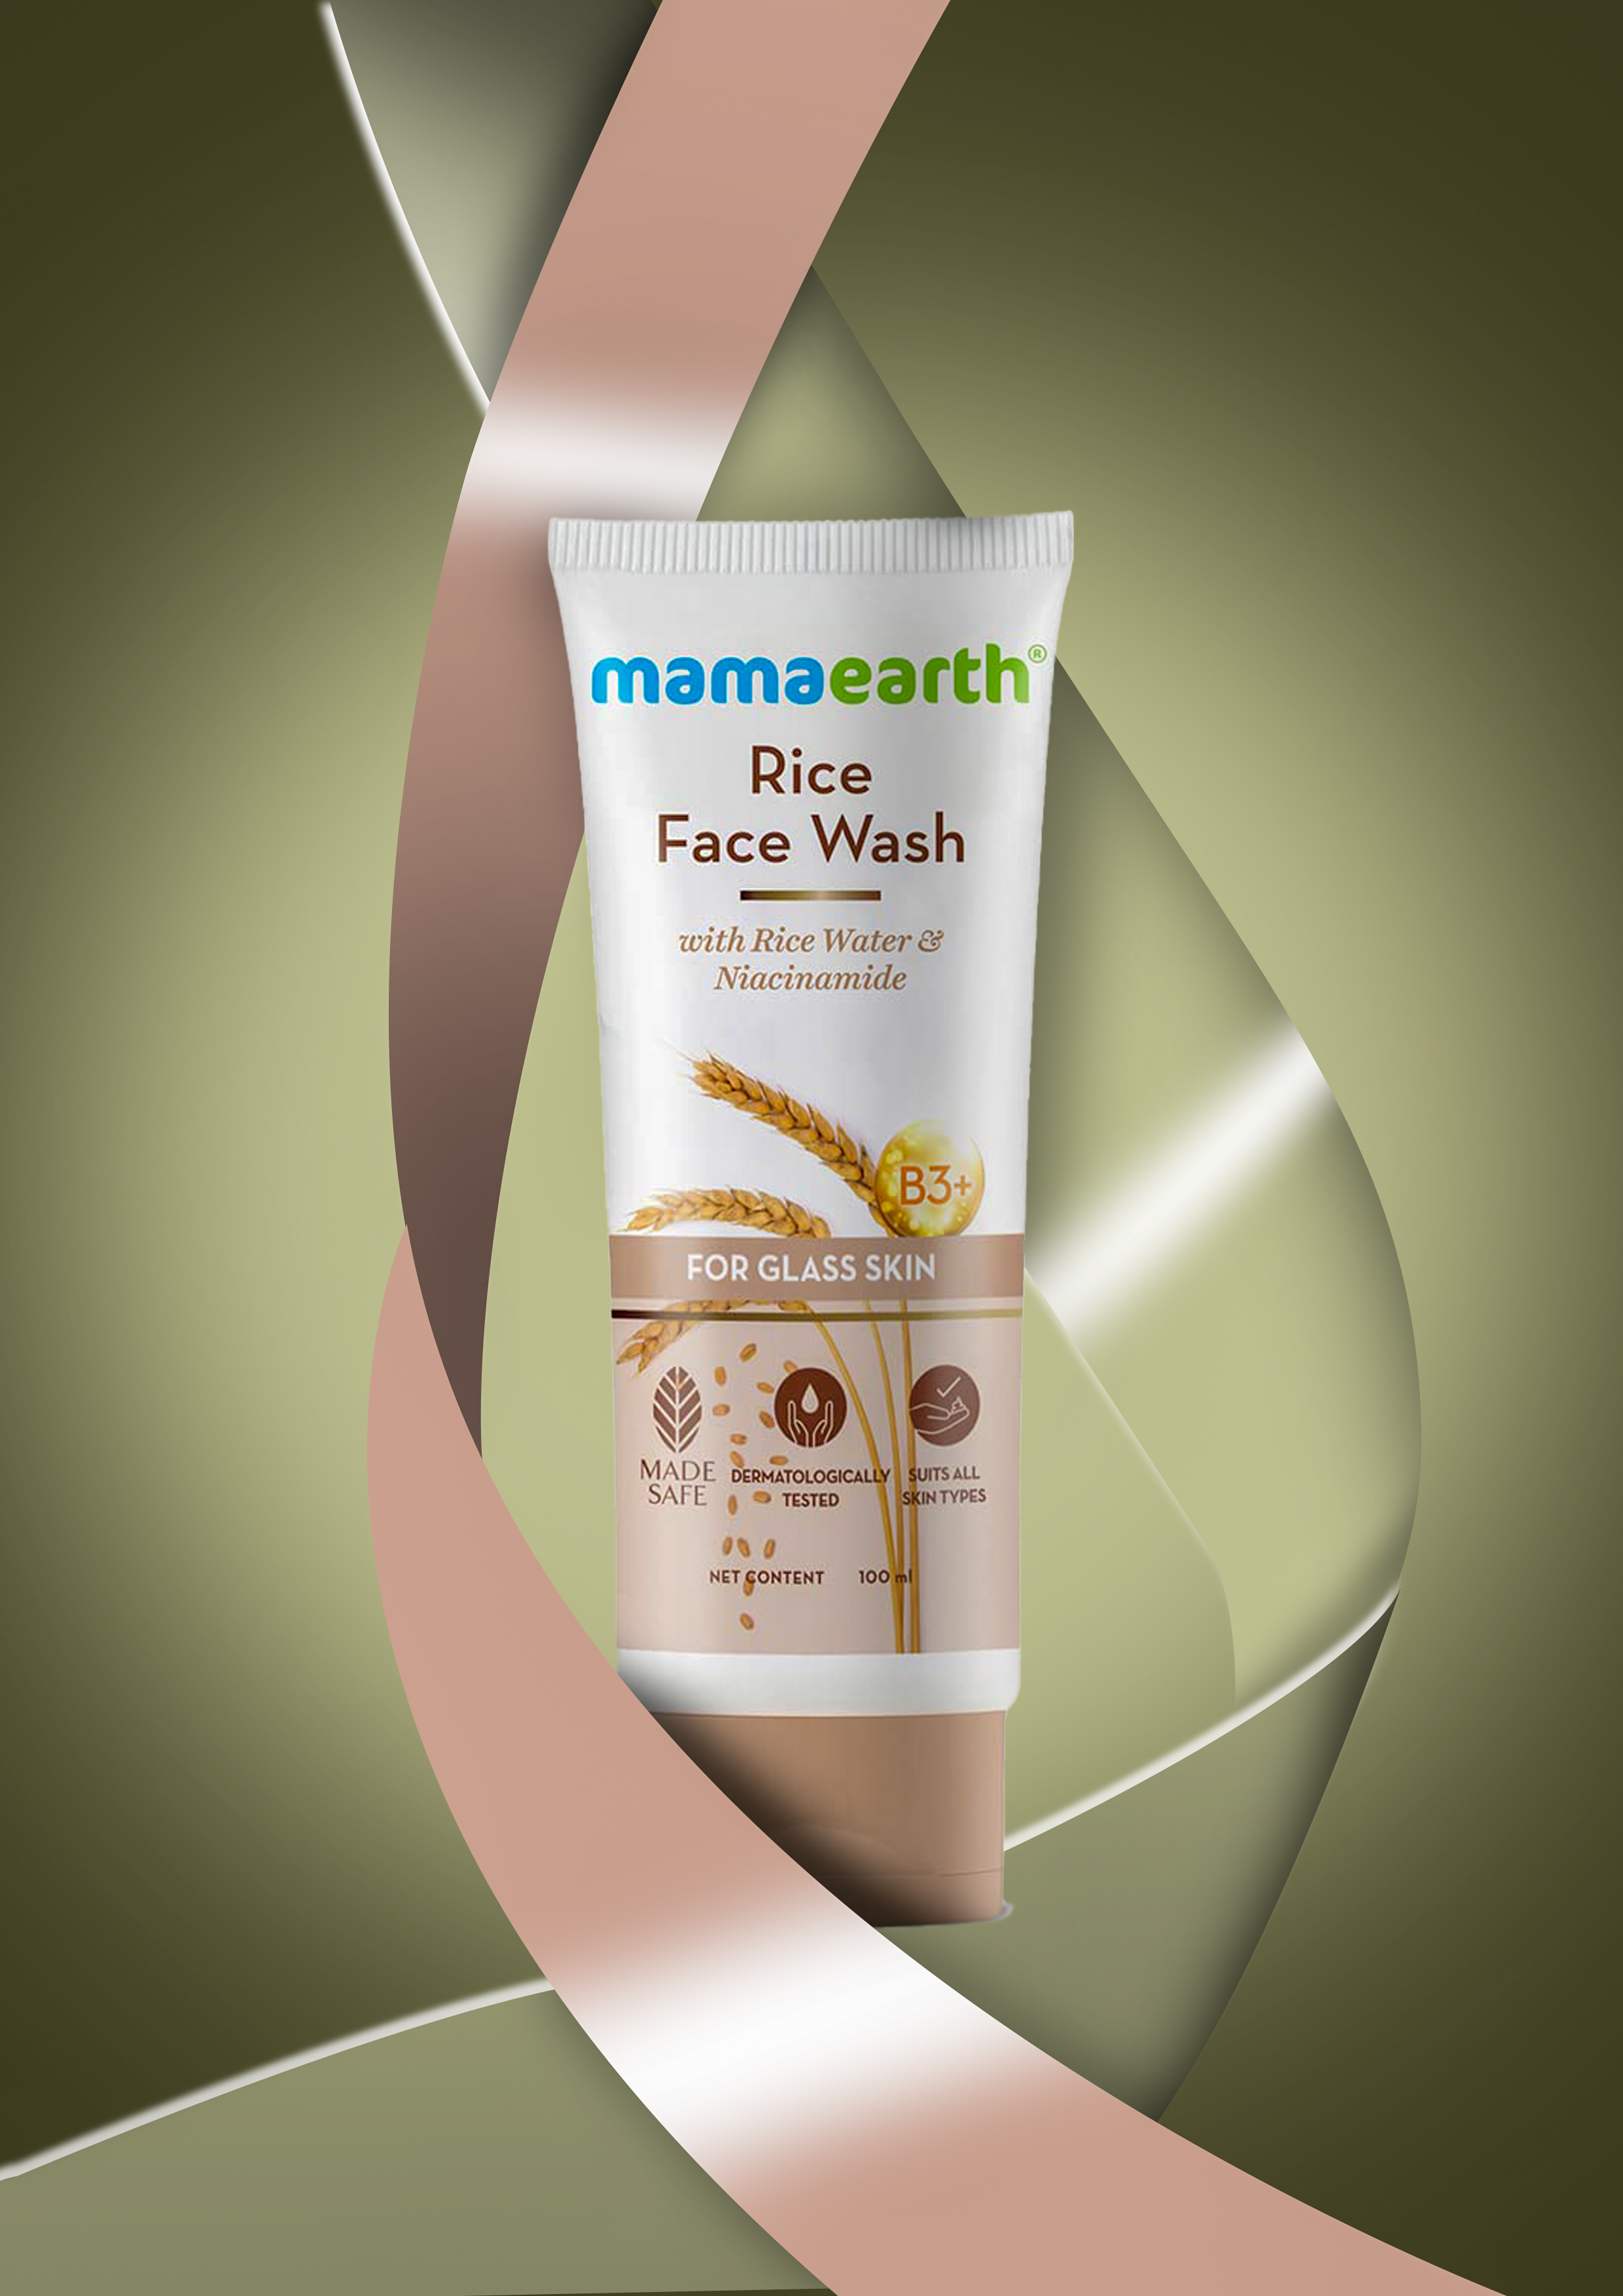 mamaearth®
Rice
Face Wash
with Rice Water &
Niacinamide
B3+
FOR GLASS SKIN
MADE
SAFE
DERMATOLOGICALLY
TESTED
SUITS ALL
SKIN TYPES
NET CONTENT 100 ml